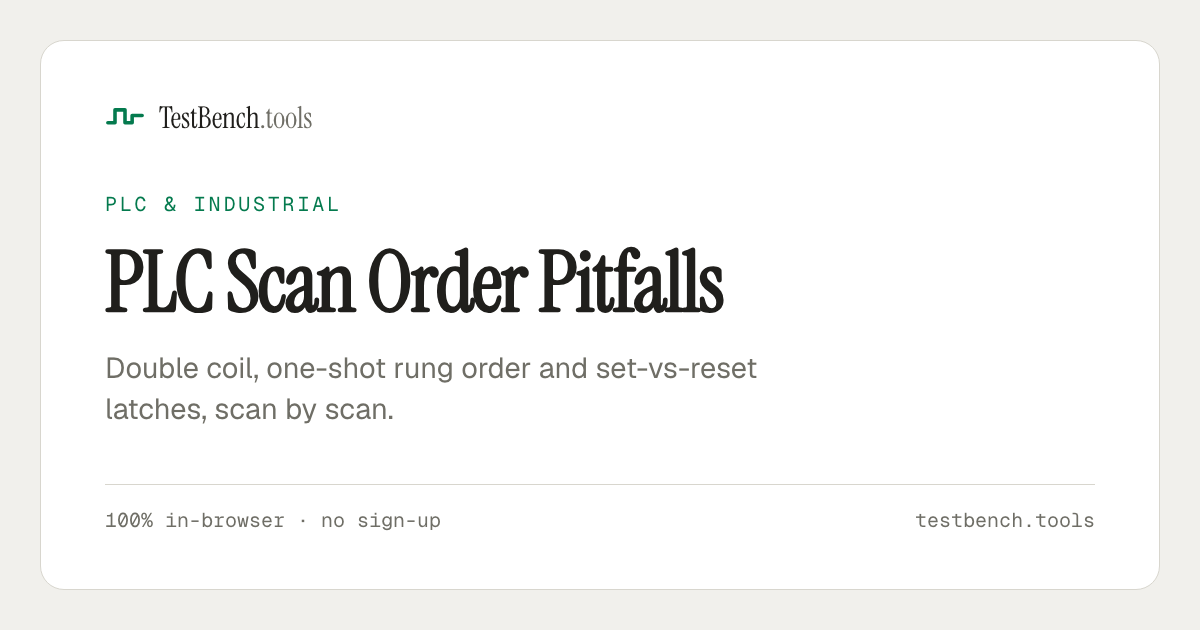 TestBench.tools
PLC & INDUSTRIAL
PLC Scan Order Pitfalls
Double coil, one-shot rung order and set-vs-reset
latches, scan by scan.
100% in-browser · no sign-up
testbench.tools